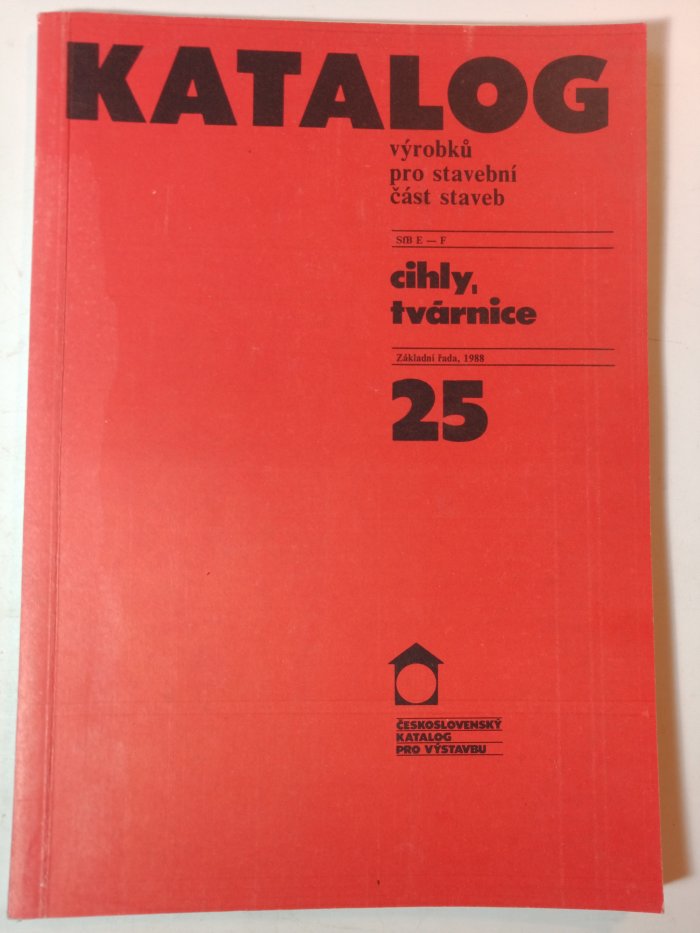 KATALOG
výrobků
pro stavební
část staveb
SfB E — F
cihly,
tvárnice
Základní řada, 1988
25
ČESKOSLOVENSKÝ
KATALOG
PRO VÝSTAVBU